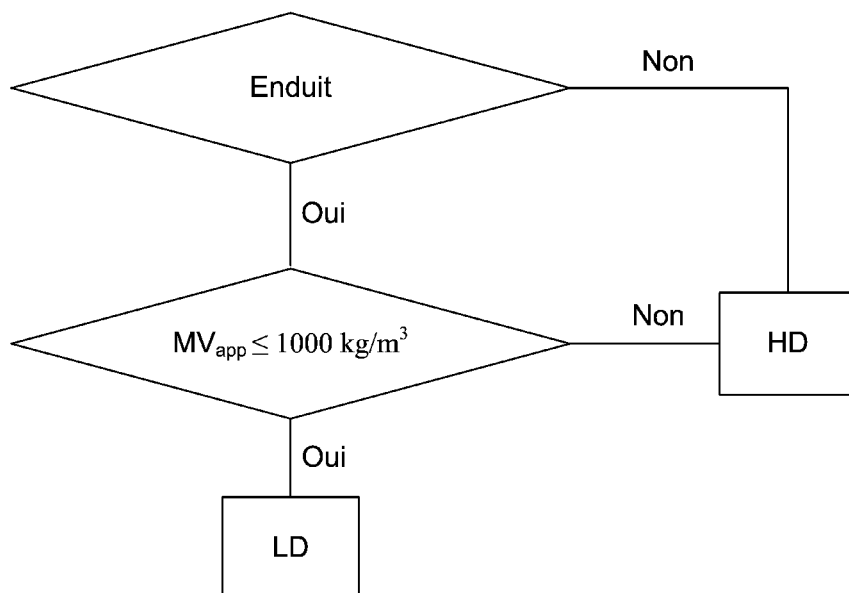 Enduit
Non
Oui
MVapp ≤ 1000 kg/m³
Non
HD
Oui
LD